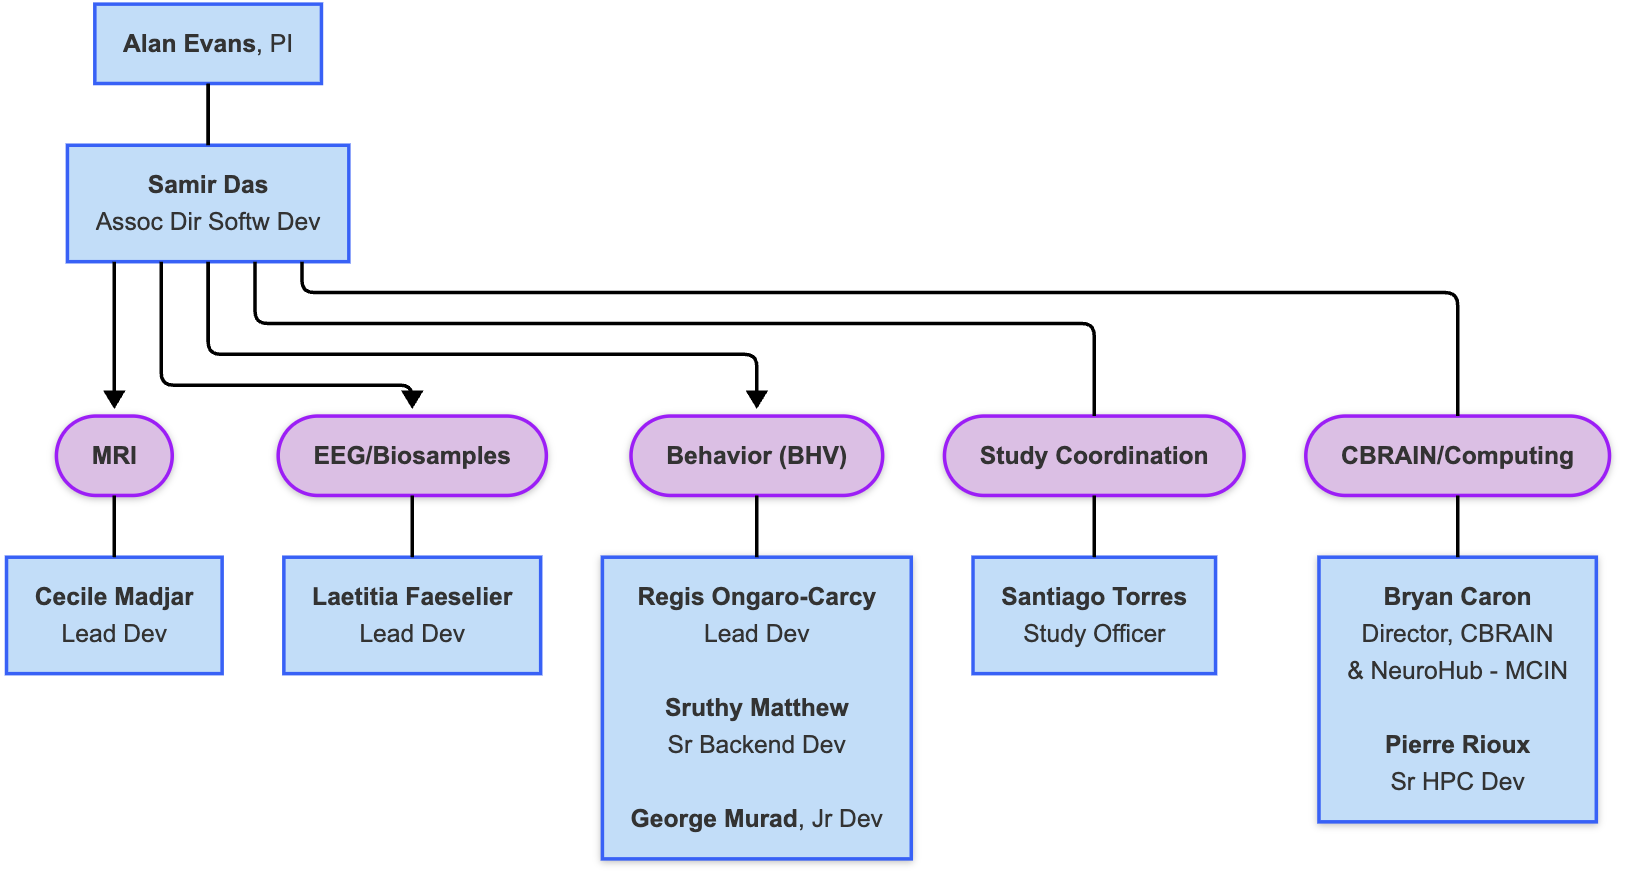 Alan Evans, PI
Samir Das
Assoc Dir Softw Dev
MRI
EEG/Biosamples
Behavior (BHV)
Study Coordination
CBRAIN/Computing
Cecile Madjar
Lead Dev
Laetitia Faeselier
Lead Dev
Regis Ongaro-Carcy
Lead Dev
Sruthy Matthew
Sr Backend Dev
George Murad, Jr Dev
Santiago Torres
Study Officer
Bryan Caron
Director, CBRAIN
& NeuroHub - MCIN
Pierre Rioux
Sr HPC Dev